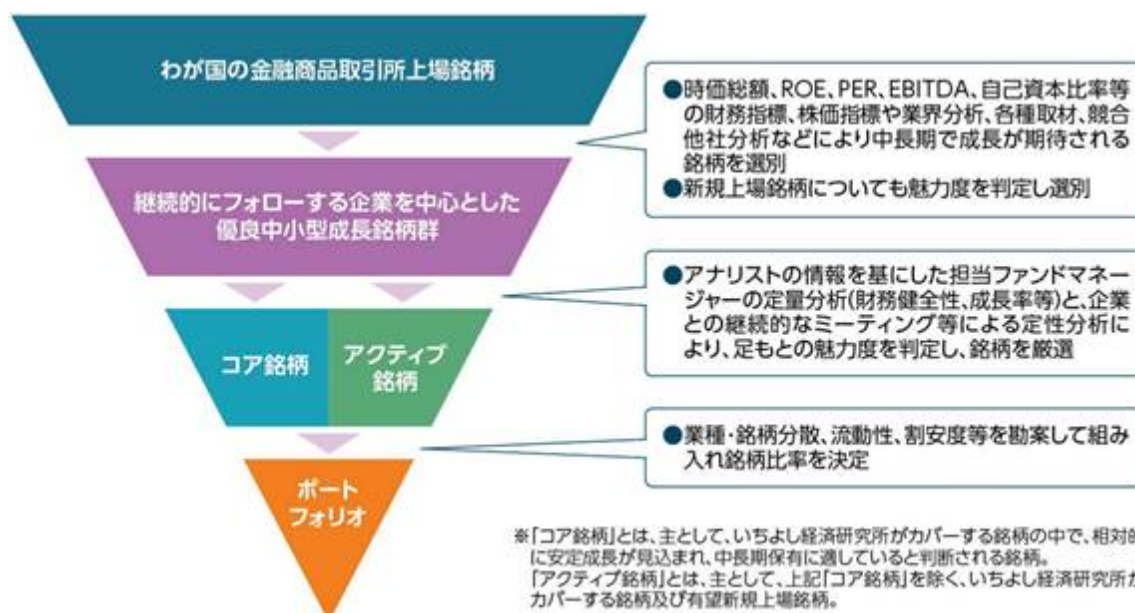 わが国の金融商品取引所上場銘柄
●時価総額、ROE、PER、EBITDA、自己資本比率等
の財務指標、株価指標や業界分析、各種取材、競合
他社分析などにより中長期で成長が期待される
銘柄を選別
●新規上場銘柄についても魅力度を判定し選別
継続的にフォローする企業を中心とした
優良中小型成長銘柄群
●アナリストの情報を基にした担当ファンドマネー
ジャーの定量分析(財務健全性、成長率等)と、企業
との継続的なミーティング等による定性分析
により、足もとの魅力度を判定し、銘柄を厳選
コア銘柄
アクティブ
銘柄
●業種・銘柄分散、流動性、割安度等を勘案して組み
入れ銘柄比率を決定
ポート
フォリオ
※「コア銘柄」とは、主として、いちよし経済研究所がカバーする銘柄の中で、相対的
に安定成長が見込まれ、中長期保有に適していると判断される銘柄。
「アクティブ銘柄」とは、主として、上記「コア銘柄」を除く、いちよし経済研究所が
カバーする銘柄及び有望新規上場銘柄。